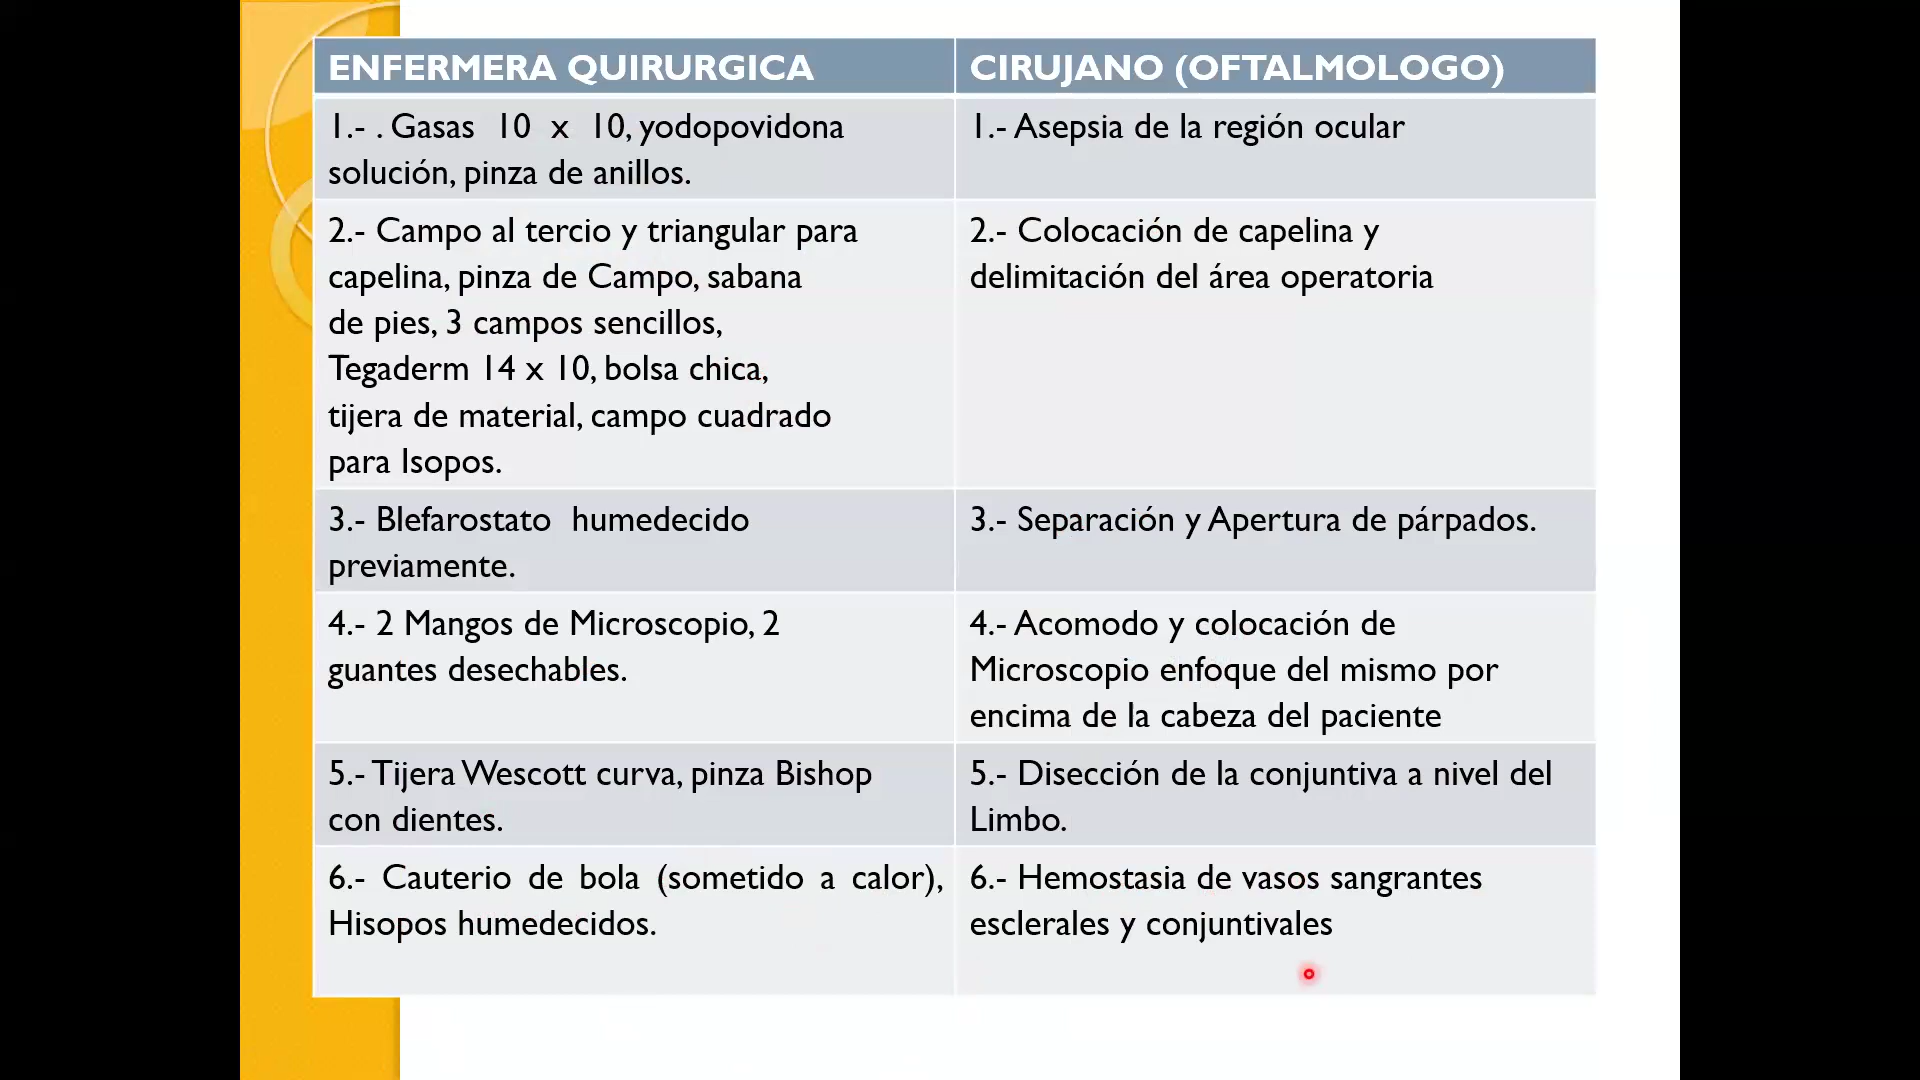 ENFERMERA QUIRURGICA
CIRUJANO (OFTALMOLOGO)
1.- . Gasas 10 x 10, yodopovidona
solución, pinza de anillos.
1.- Asepsia de la región ocular
2.- Campo al tercio y triangular para
capelina, pinza de Campo, sabana
de pies, 3 campos sencillos,
Tegaderm 14 x 10, bolsa chica,
tijera de material, campo cuadrado
para Isopos.
2.- Colocación de capelina y
delimitación del área operatoria
3.- Blefarostato humedecido
previamente.
3.- Separación y Apertura de párpados.
4.- 2 Mangos de Microscopio, 2
guantes desechables.
4.- Acomodo y colocación de
Microscopio enfoque del mismo por
encima de la cabeza del paciente
5.- Tijera Wescott curva, pinza Bishop
con dientes.
5.- Disección de la conjuntiva a nivel del
Limbo.
6.- Cauterio de bola (sometido a calor),
Hisopos humedecidos.
6.- Hemostasia de vasos sangrantes
esclerales y conjuntivales